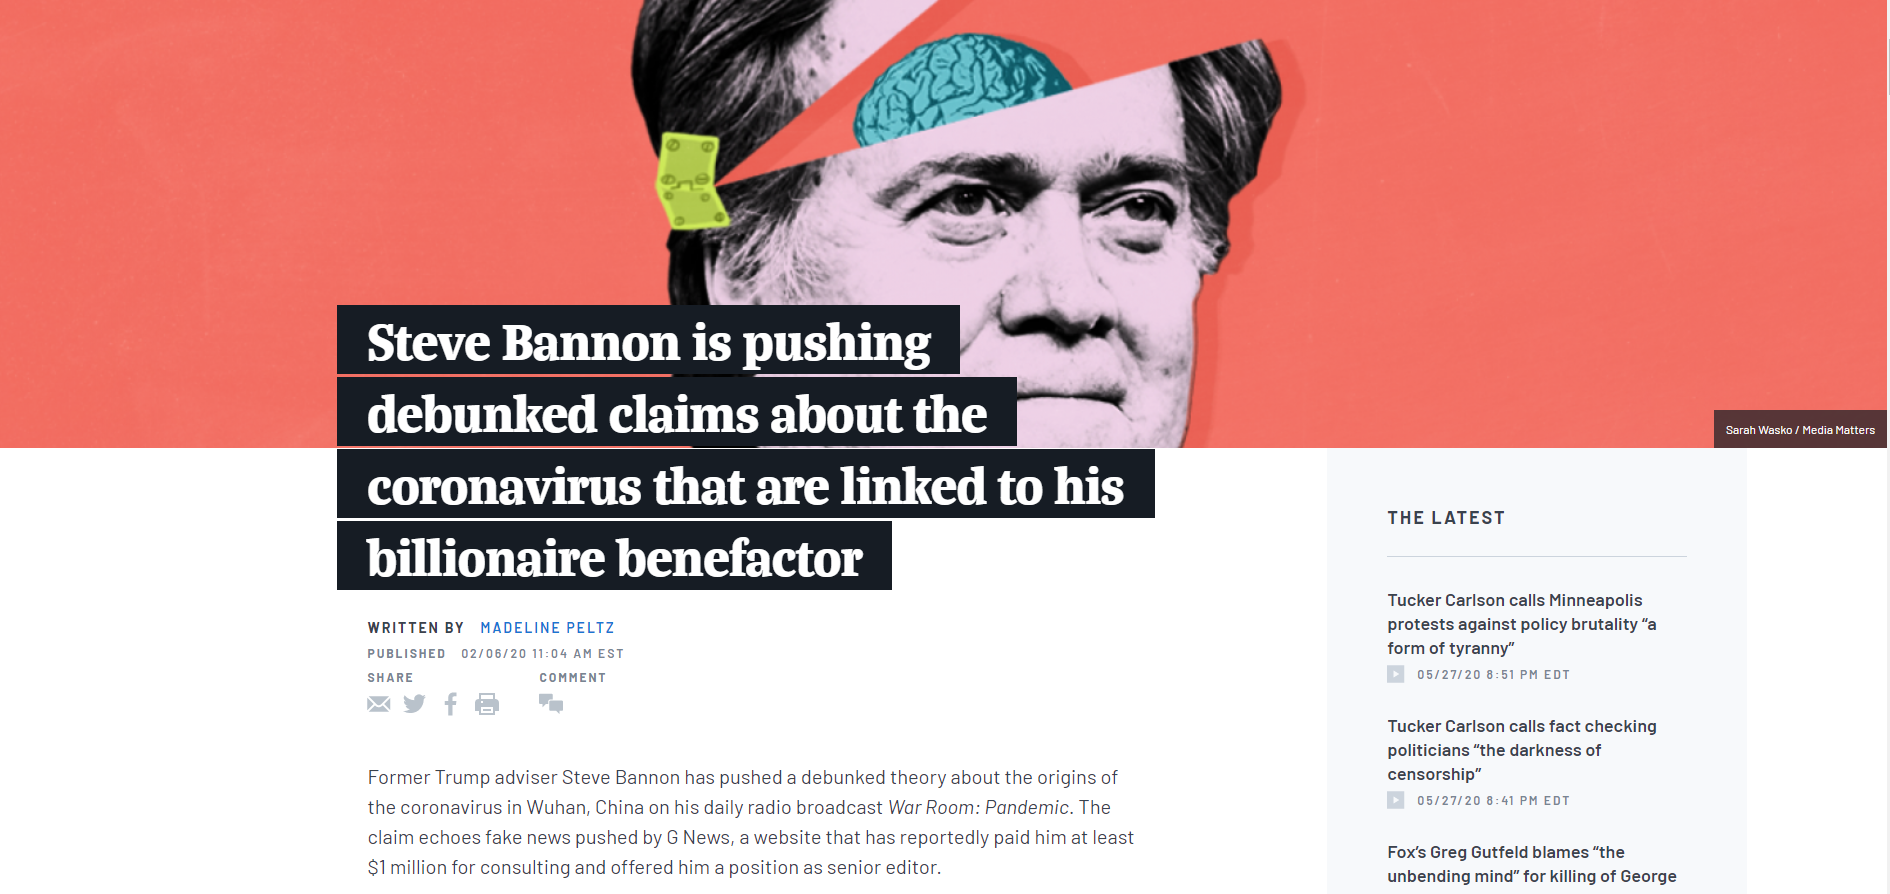 Steve Bannon is pushing
debunked claims about the
coronavirus that are linked to his
billionaire benefactor
Sarah Wasko / Media Matters
WRITTEN BY MADELINE PELTZ
PUBLISHED 02/06/20 11:04 AM EST
SHARE COMMENT
Former Trump adviser Steve Bannon has pushed a debunked theory about the origins of
the coronavirus in Wuhan, China on his daily radio broadcast War Room: Pandemic. The
claim echoes fake news pushed by G News, a website that has reportedly paid him at least
$1 million for consulting and offered him a position as senior editor.
THE LATEST
Tucker Carlson calls Minneapolis
protests against policy brutality “a
form of tyranny”
05/27/20 8:51 PM EDT
Tucker Carlson calls fact checking
politicians “the darkness of
censorship”
05/27/20 8:41 PM EDT
Fox’s Greg Gutfeld blames “the
unbending mind” for killing of George